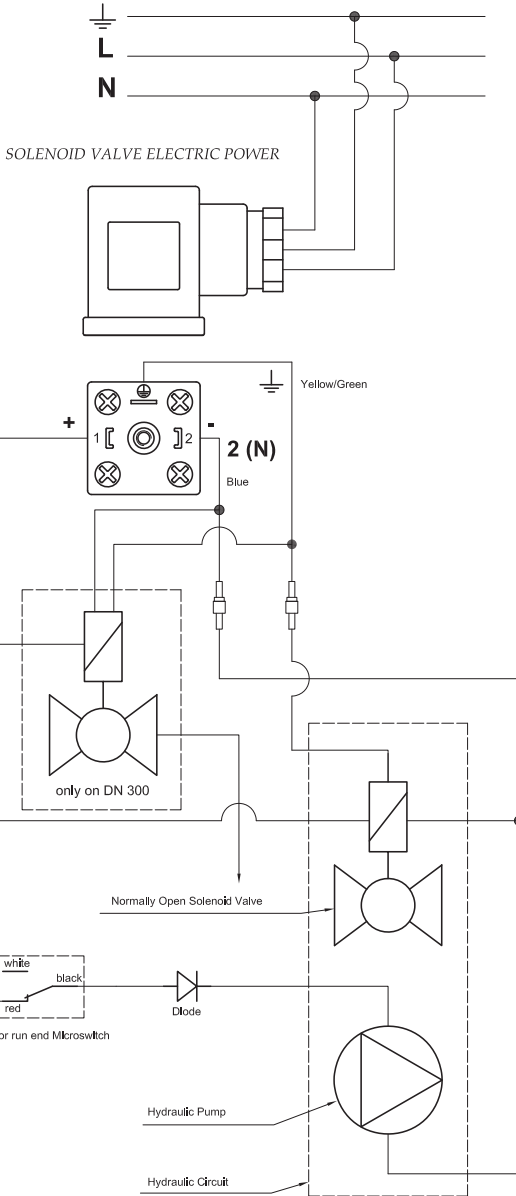 L
N
SOLENOID VALVE ELECTRIC POWER
Yellow/Green
+
-
1
2
2 (N)
Blue
only on DN 300
Normally Open Solenoid Valve
white
black
red
Diode
or run end Microswitch
Hydraulic Pump
Hydraulic Circuit